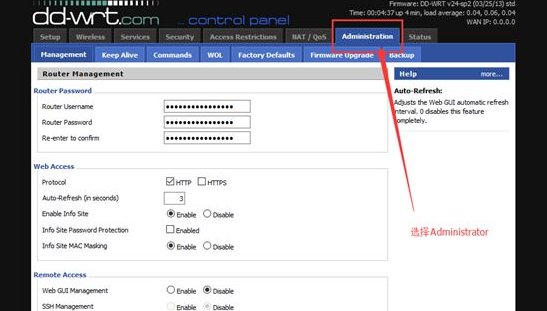 dd-wrt.com ... control panel
Firmware: DD-WRT v24-sp2 (03/25/13) std
Time: 00:04:37 up 4 min, load average: 0.04, 0.06, 0.04
WAN IP: 0.0.0.0
Setup Wireless Services Security Access Restrictions NAT / QoS Administration Status
Management Keep Alive Commands WOL Factory Defaults Firmware Upgrade Backup
Router Management
Help more...
Router Password
Router Username
Router Password
Re-enter to confirm
Auto-Refresh:
Adjusts the Web GUI automatic refresh
interval. 0 disables this feature
completely.
Web Access
Protocol HTTP HTTPS
Auto-Refresh (in seconds) 3
Enable Info Site Enable Disable
Info Site Password Protection Enabled
Info Site MAC Masking Enable Disable
选择Administrator
Remote Access
Web GUI Management Enable Disable
SSH Management Enable Disable